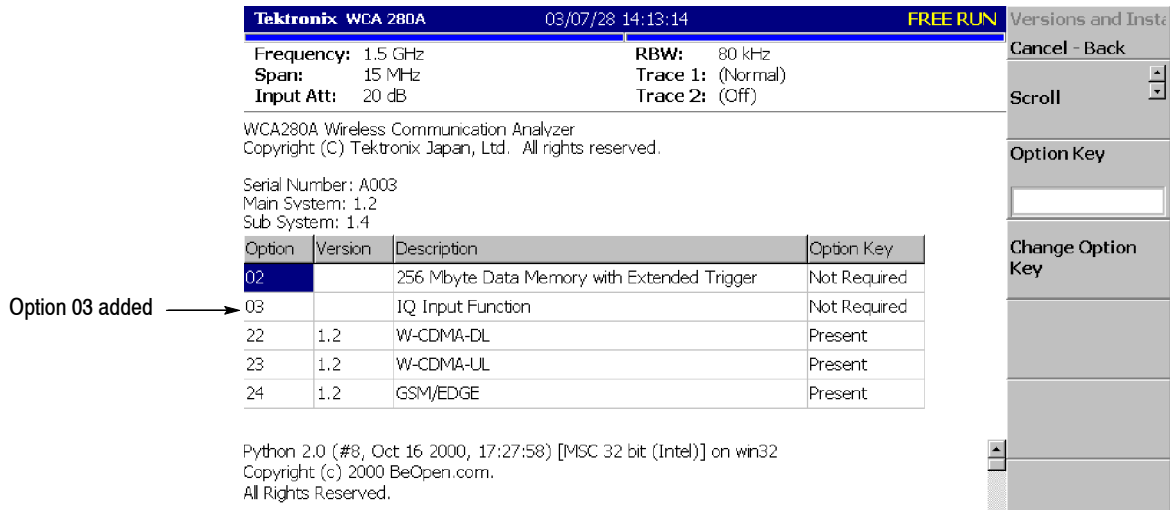 Tektronix WCA 280A 03/07/28 14:13:14 FREE RUN
Frequency: 1.5 GHz RBW: 80 kHz
Span: 15 MHz Trace 1: (Normal)
Input Att: 20 dB Trace 2: (Off)
WCA280A Wireless Communication Analyzer
Copyright (C) Tektronix Japan, Ltd. All rights reserved.
Serial Number: A003
Main System: 1.2
Sub System: 1.4
Option Version Description Option Key
02 256 Mbyte Data Memory with Extended Trigger Not Required
03 IQ Input Function Not Required
22 1.2 W-CDMA-DL Present
23 1.2 W-CDMA-UL Present
24 1.2 GSM/EDGE Present
Python 2.0 (#8, Oct 16 2000, 17:27:58) [MSC 32 bit (Intel)] on win32
Copyright (c) 2000 BeOpen.com.
All Rights Reserved.
Option 03 added
Versions and Insta
Cancel - Back
Scroll
Option Key
Change Option
Key